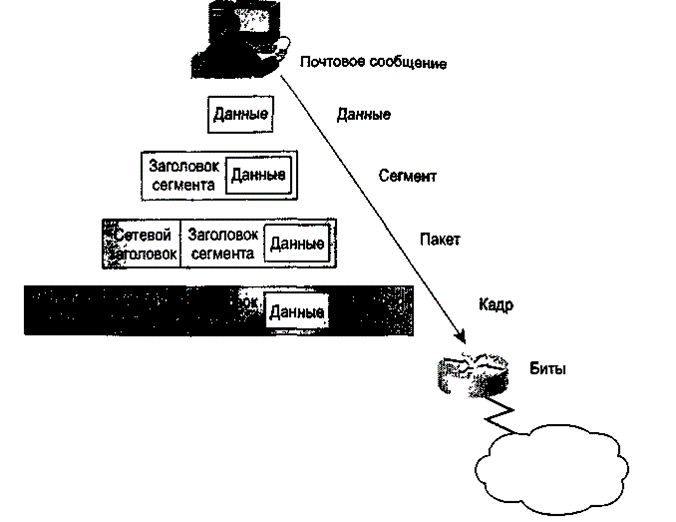 Почтовое сообщение
Данные
Данные
Заголовок
сегмента
Данные
Сегмент
Сетевой
заголовок
Заголовок
сегмента
Данные
Пакет
Данные
Кадр
Биты